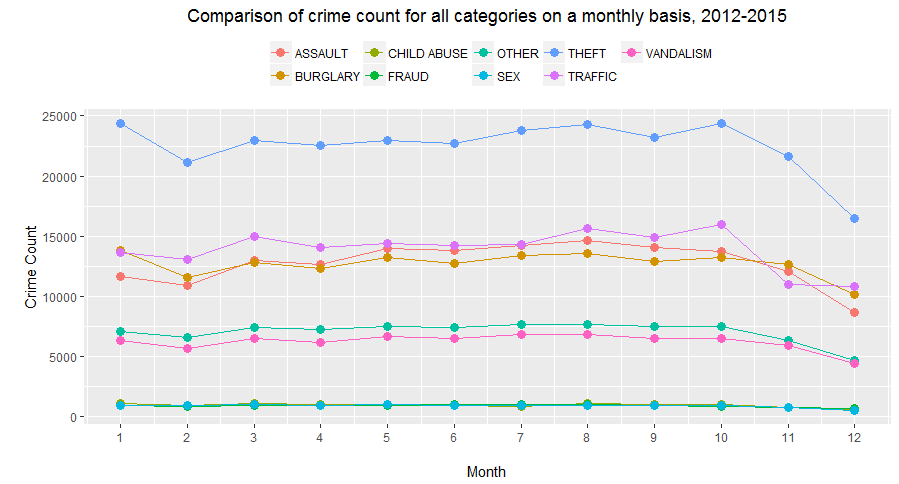 Comparison of crime count for all categories on a monthly basis, 2012-2015
ASSAULT CHILD ABUSE OTHER THEFT VANDALISM
BURGLARY FRAUD SEX TRAFFIC
25000
20000
15000
10000
5000
0
Crime Count
1 2 3 4 5 6 7 8 9 10 11 12
Month